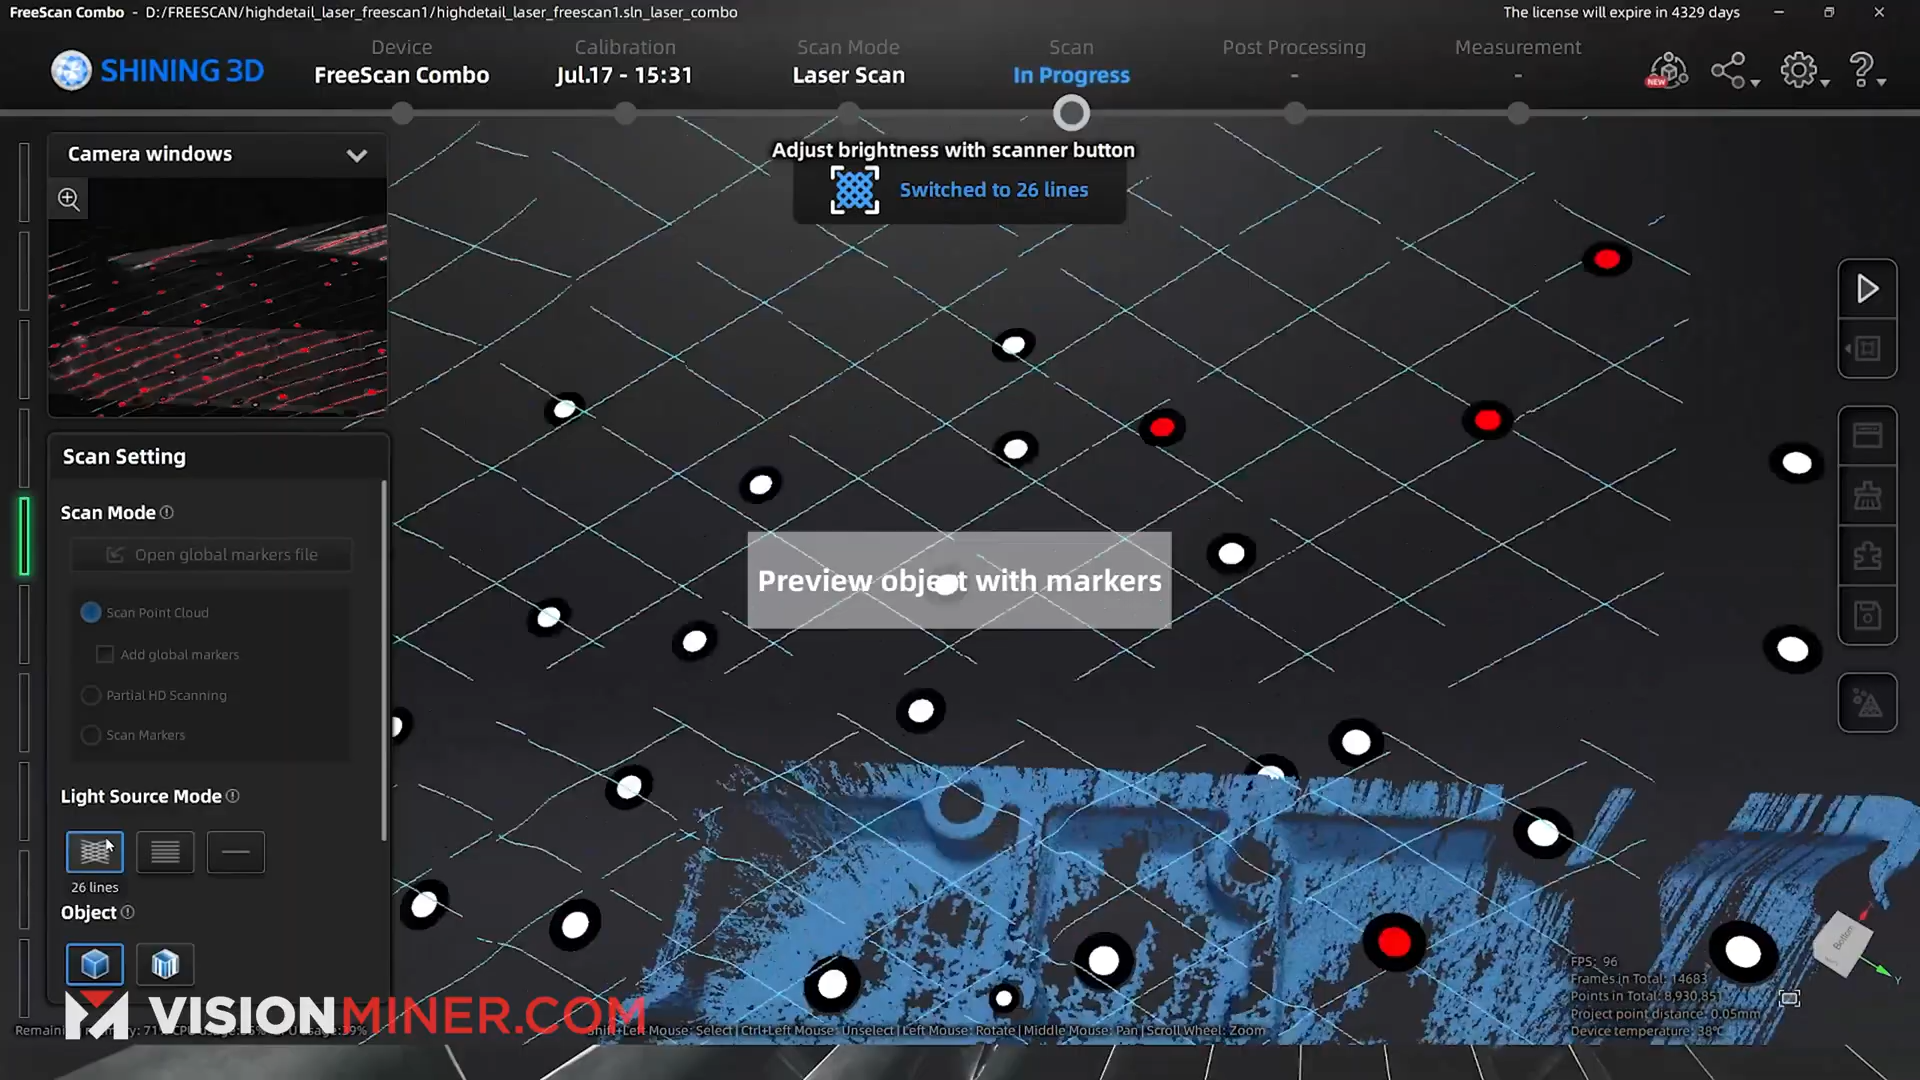 FreeScan Combo - D:/FREESCAN/highdetail_laser_freescan1/highdetail_laser_freescan1.sln_laser_combo
The license will expire in 4329 days
SHINING 3D
Device
FreeScan Combo
Calibration
Jul.17 - 15:31
Scan Mode
Laser Scan
Scan
In Progress
Post Processing
-
Measurement
-
NEW
Camera windows
Adjust brightness with scanner button
Switched to 26 lines
Scan Setting
Scan Mode
Open global markers file
Scan Point Cloud
Add global markers
Partial HD Scanning
Scan Markers
Preview object with markers
Light Source Mode
26 lines
Object
Bottom
Y
FPS: 96
Frames in Total: 14683
Points in Total: 8,930,851
Project point distance: 0.05mm
Device temperature: 38°C
VISIONMINER.COM
Shift+Left Mouse: Select | Ctrl+Left Mouse: Unselect | Left Mouse: Rotate | Middle Mouse: Pan | Scroll Wheel: Zoom